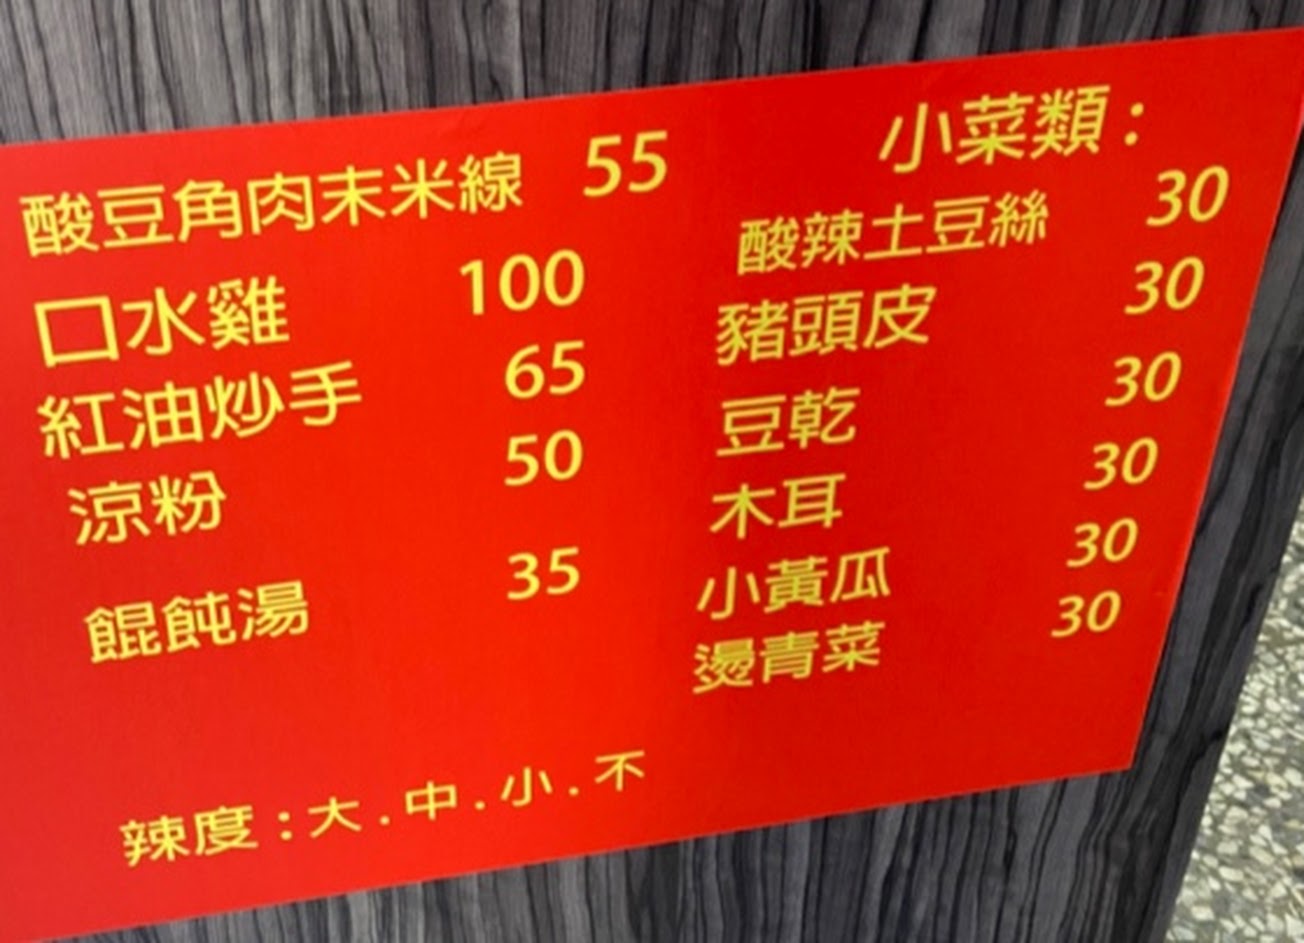 酸豆角肉末米線 55
口水雞 100
紅油炒手 65
涼粉 50
餛飩湯 35
小菜類：
酸辣土豆絲 30
豬頭皮 30
豆乾 30
木耳 30
小黃瓜 30
燙青菜 30
辣度：大.中.小.不